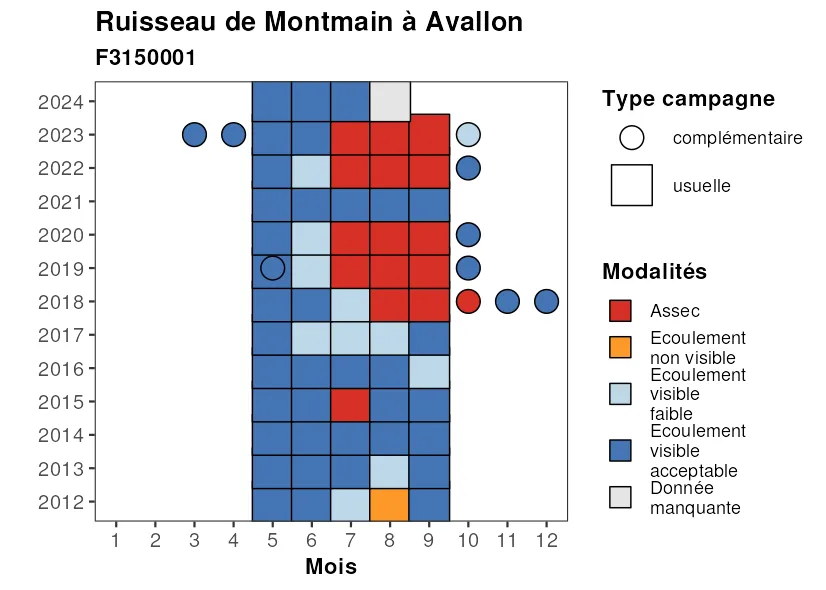 Ruisseau de Montmain à Avallon
F3150001
2024
2023
2022
2021
2020
2019
2018
2017
2016
2015
2014
2013
2012
1 2 3 4 5 6 7 8 9 10 11 12
Mois
Type campagne
complémentaire
usuelle
Modalités
Assec
Ecoulement
non visible
Ecoulement
visible
faible
Ecoulement
visible
acceptable
Donnée
manquante